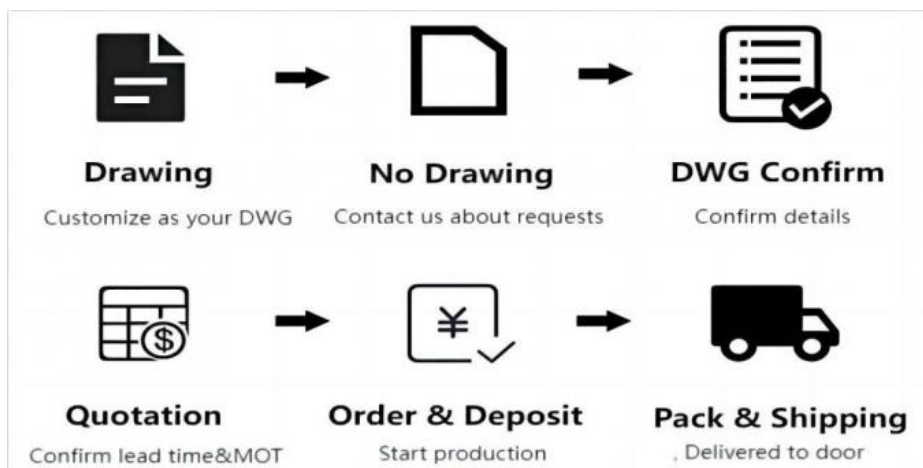 Drawing
No Drawing
DWG Confirm
Customize as your DWG
Contact us about requests
Confirm details
$
¥
Quotation
Order & Deposit
Pack & Shipping
Confirm lead time&MOT
Start production
, Delivered to door